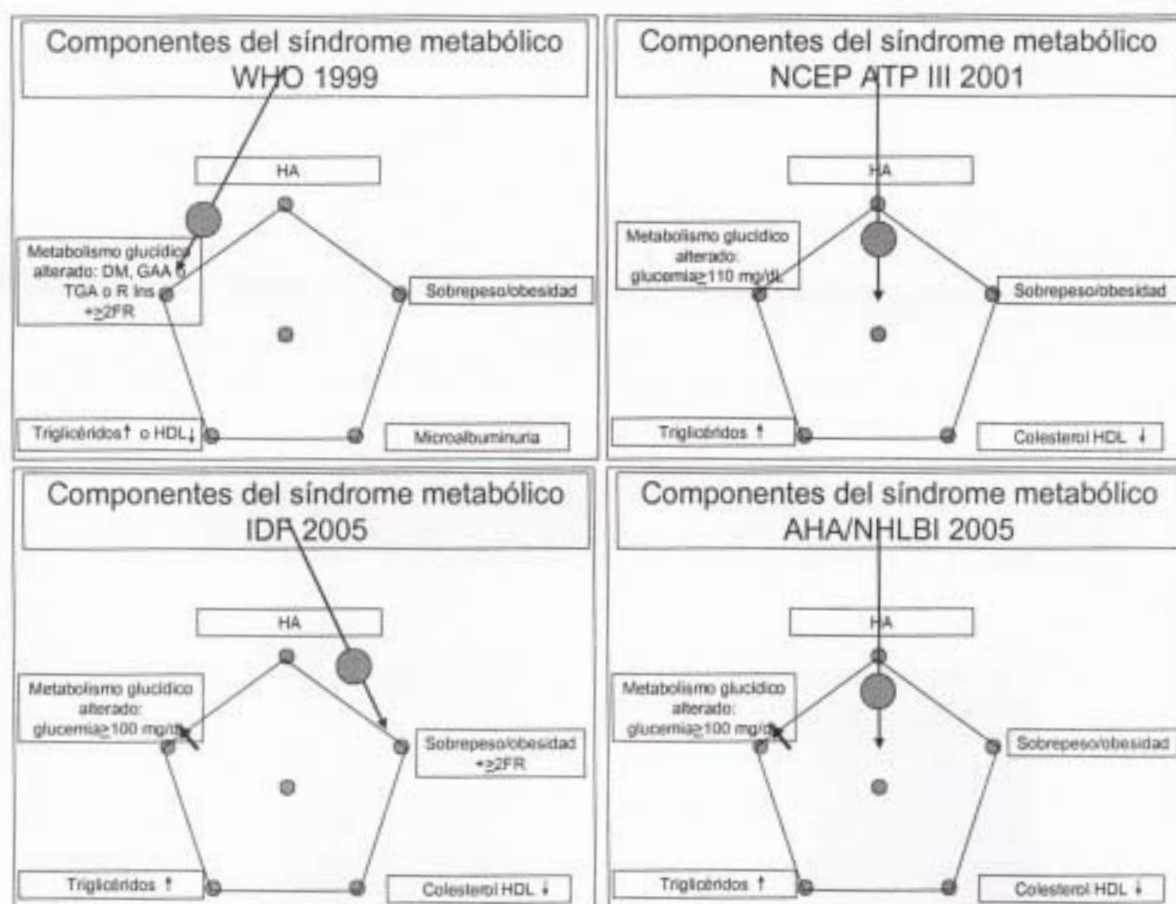 Componentes del síndrome metabólico
WHO 1999
HA
Metabolismo glucídico
alterado: DM, GAA o
TGA o R Ins
+≥2FR
Sobrepeso/obesidad
Triglicéridos↑ o HDL↓
Microalbuminuria
Componentes del síndrome metabólico
NCEP ATP III 2001
HA
Metabolismo glucídico
alterado:
glucemia≥110 mg/dL
Sobrepeso/obesidad
Triglicéridos ↑
Colesterol HDL ↓
Componentes del síndrome metabólico
IDF 2005
HA
Metabolismo glucídico
alterado:
glucemia≥100 mg/dL
Sobrepeso/obesidad
+≥2FR
Triglicéridos ↑
Colesterol HDL ↓
Componentes del síndrome metabólico
AHA/NHLBI 2005
HA
Metabolismo glucídico
alterado:
glucemia≥100 mg/dL
Sobrepeso/obesidad
Triglicéridos ↑
Colesterol HDL ↓